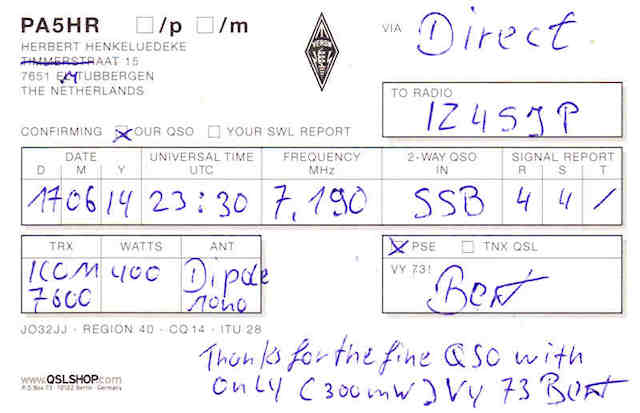 PA5HR /p /m
HERBERT HENKELUEDEKE
TIMMERSTRAAT 15
TUBBERGEN
THE NETHERLANDS
VIA Direct
TO RADIO
IZ4SJP
CONFIRMING OUR QSO YOUR SWL REPORT
DATE UNIVERSAL TIME FREQUENCY 2-WAY QSO SIGNAL REPORT
D M Y UTC MHz IN R S T
17 06 14 23:30 7,190 SSB 4 4 /
TRX WATTS ANT
ICOM 400 Dipole
7600
PSE TNX QSL
VY 73!
Bert
JO32JJ · REGION 40 · CQ 14 · ITU 28
Thanks for the fine QSO with
only (300mW) Vy 73 Bert
www.QSLSHOP.com